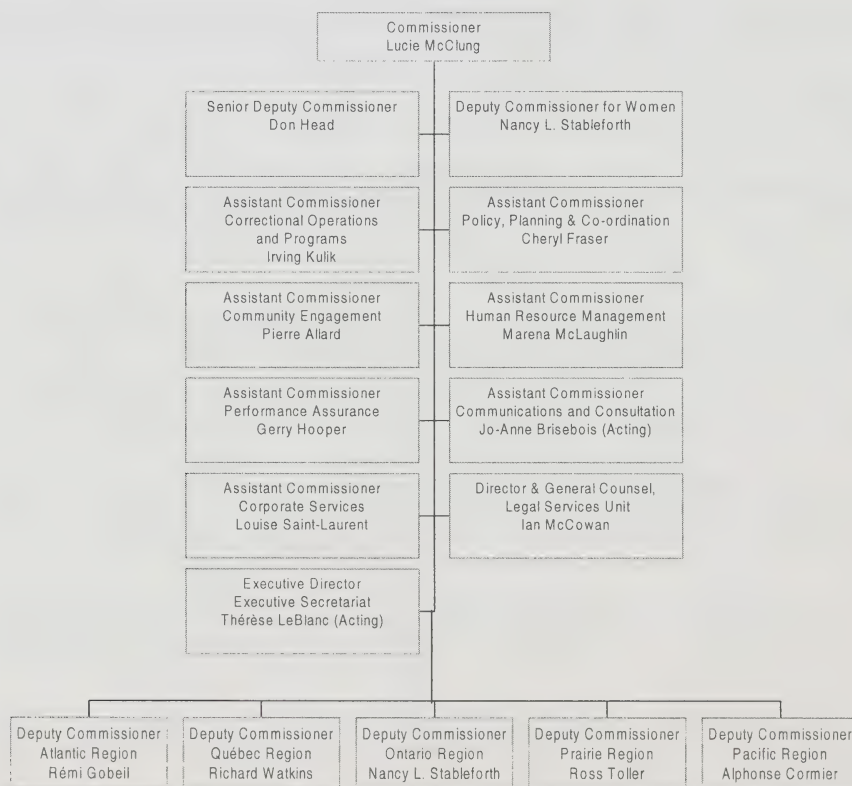 Commissioner
Lucie McClung
Senior Deputy Commissioner
Don Head
Deputy Commissioner for Women
Nancy L. Stableforth
Assistant Commissioner
Correctional Operations
and Programs
Irving Kulik
Assistant Commissioner
Policy, Planning & Co-ordination
Cheryl Fraser
Assistant Commissioner
Community Engagement
Pierre Allard
Assistant Commissioner
Human Resource Management
Marena McLaughlin
Assistant Commissioner
Performance Assurance
Gerry Hooper
Assistant Commissioner
Communications and Consultation
Jo-Anne Brisebois (Acting)
Assistant Commissioner
Corporate Services
Louise Saint-Laurent
Director & General Counsel,
Legal Services Unit
Ian McCowan
Executive Director
Executive Secretariat
Thérèse LeBlanc (Acting)
Deputy Commissioner
Atlantic Region
Rémi Gobeil
Deputy Commissioner
Québec Region
Richard Watkins
Deputy Commissioner
Ontario Region
Nancy L. Stableforth
Deputy Commissioner
Prairie Region
Ross Toller
Deputy Commissioner
Pacific Region
Alphonse Cormier